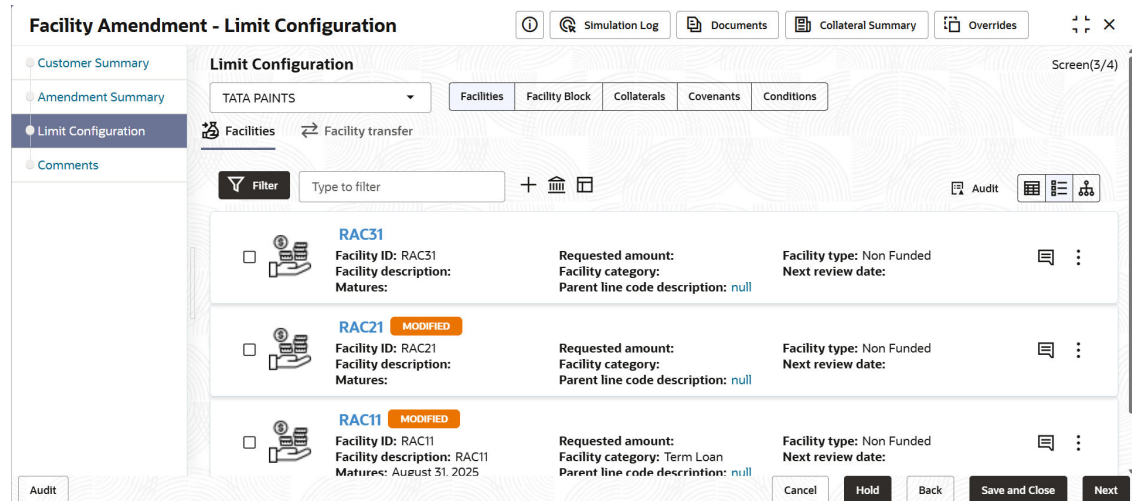 Facility Amendment - Limit Configuration
Simulation Log
Documents
Collateral Summary
Overrides
Customer Summary
Amendment Summary
Limit Configuration
Comments
Limit Configuration
Screen(3/4)
TATA PAINTS
Facilities
Facility Block
Collaterals
Covenants
Conditions
Facilities
Facility transfer
Filter
Type to filter
Audit
RAC31
Facility ID: RAC31
Requested amount:
Facility type: Non Funded
Facility description:
Facility category:
Next review date:
Matures:
Parent line code description: null
RAC21 MODIFIED
Facility ID: RAC21
Requested amount:
Facility type: Non Funded
Facility description:
Facility category:
Next review date:
Matures:
Parent line code description: null
RAC11 MODIFIED
Facility ID: RAC11
Requested amount:
Facility type: Non Funded
Facility description: RAC11
Facility category: Term Loan
Next review date:
Matures: August 31, 2025
Parent line code description: null
Audit
Cancel
Hold
Back
Save and Close
Next